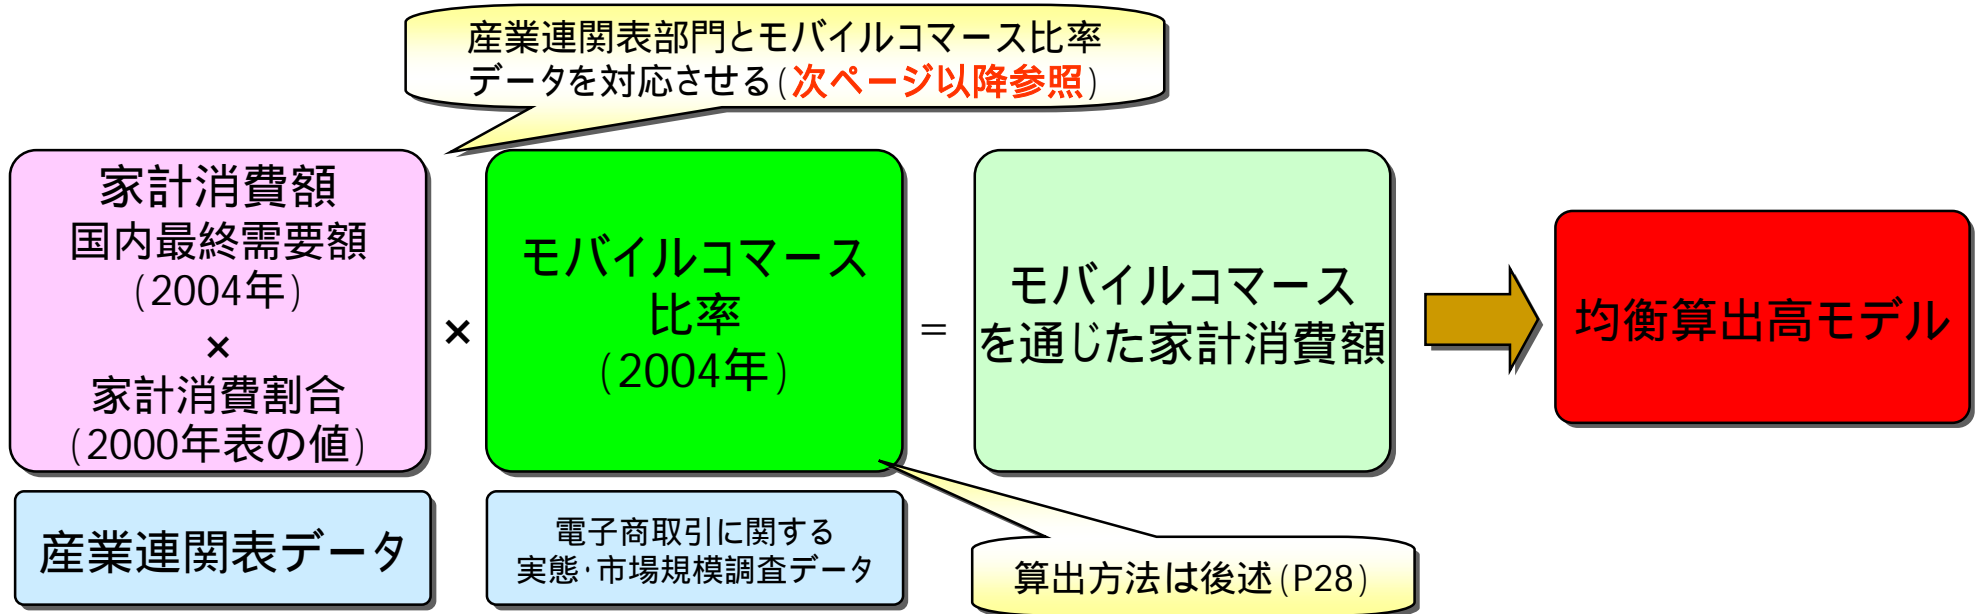 産業連関表部門とモバイルコマース比率
データを対応させる(次ページ以降参照)
家計消費額
国内最終需要額
(2004年)
×
家計消費割合
(2000年表の値)
×
モバイルコマース
比率
(2004年)
=
モバイルコマース
を通じた家計消費額
均衡算出高モデル
産業連関表データ
電子商取引に関する
実態・市場規模調査データ
算出方法は後述(P28)